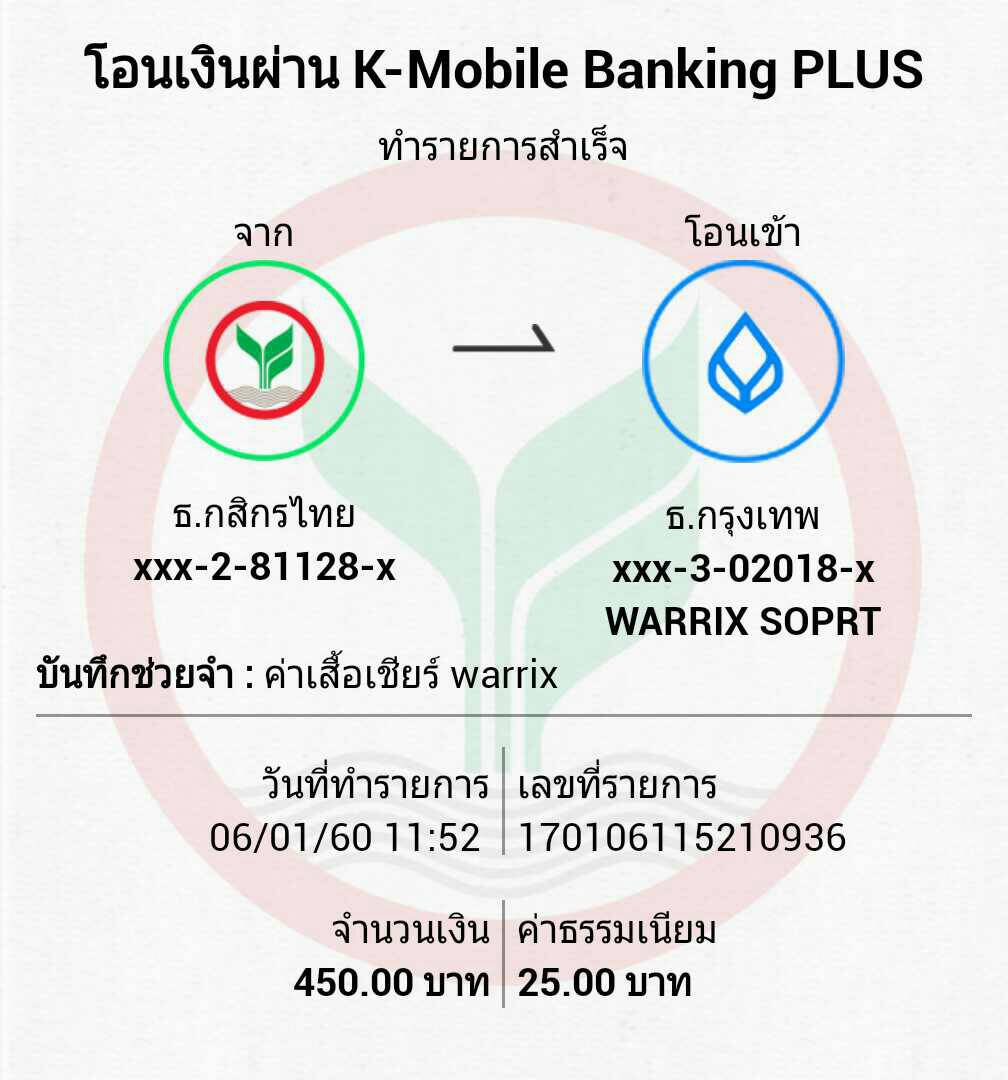 โอนเงินผ่าน K-Mobile Banking PLUS
ทำรายการสำเร็จ
จาก
โอนเข้า
ธ.กสิกรไทย
xxx-2-81128-x
ธ.กรุงเทพ
xxx-3-02018-x
WARRIX SOPRT
บันทึกช่วยจำ : ค่าเสื้อเชียร์ warrix
วันที่ทำรายการ
06/01/60 11:52
เลขที่รายการ
170106115210936
จำนวนเงิน
450.00 บาท
ค่าธรรมเนียม
25.00 บาท